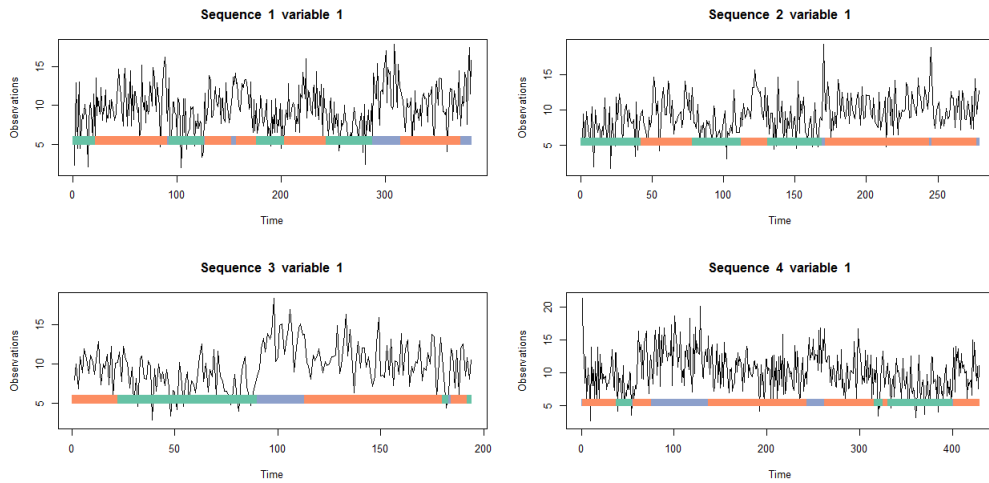 Sequence 1 variable 1
Observations
15
10
5
0
100
200
300
Time
Sequence 2 variable 1
Observations
15
10
5
0
50
100
150
200
250
Time
Sequence 3 variable 1
Observations
15
10
5
0
50
100
150
200
Time
Sequence 4 variable 1
Observations
20
15
10
5
0
100
200
300
400
Time